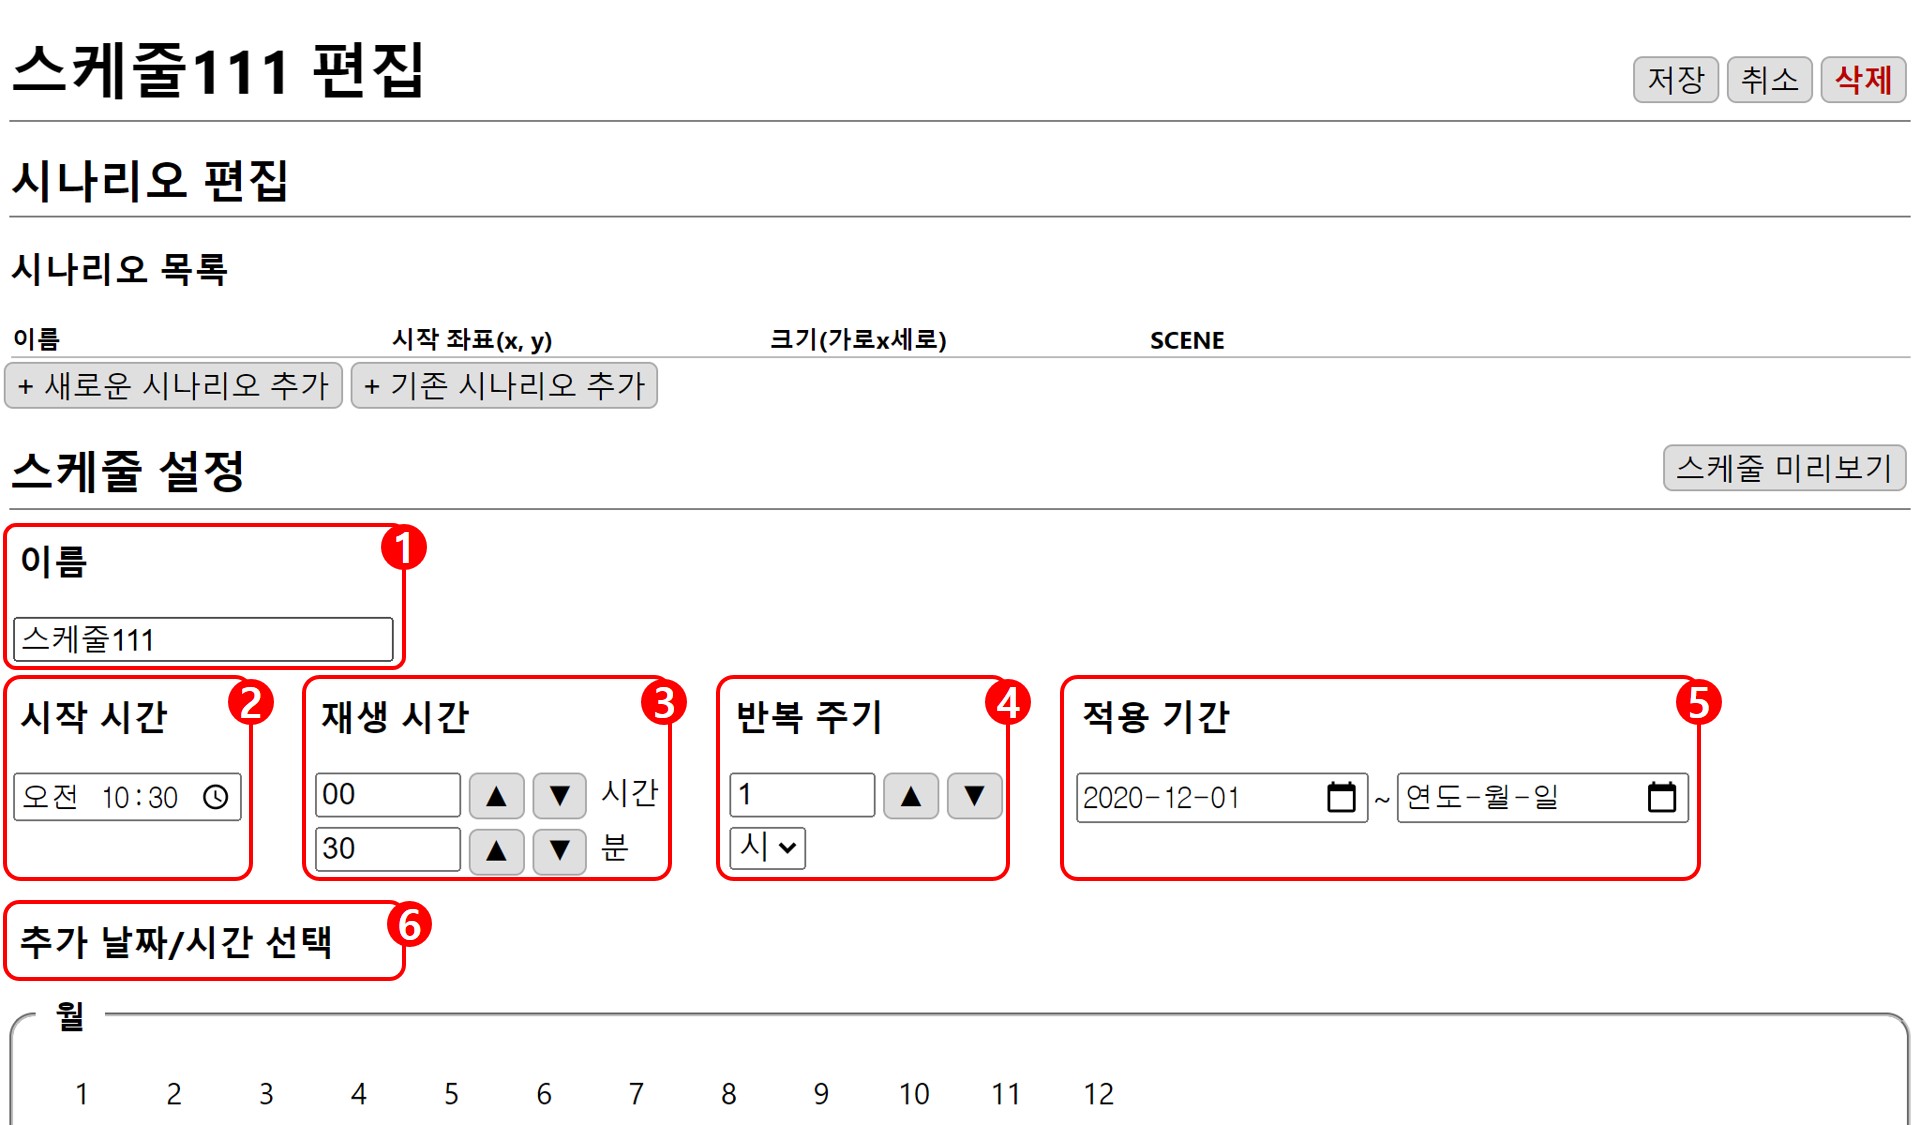 스케줄111 편집
저장 취소 삭제
시나리오 편집
시나리오 목록
이름 시작 좌표(x, y) 크기(가로x세로) SCENE
+ 새로운 시나리오 추가 + 기존 시나리오 추가
스케줄 설정
스케줄 미리보기
이름 1
스케줄111
시작 시간 2 재생 시간 3 반복 주기 4 적용 기간 5
오전 10:30 00 ▲ ▼ 시간 1 ▲ ▼ 2020-12-01 ~ 연도-월-일
30 ▲ ▼ 분 시
추가 날짜/시간 선택 6
월
1 2 3 4 5 6 7 8 9 10 11 12